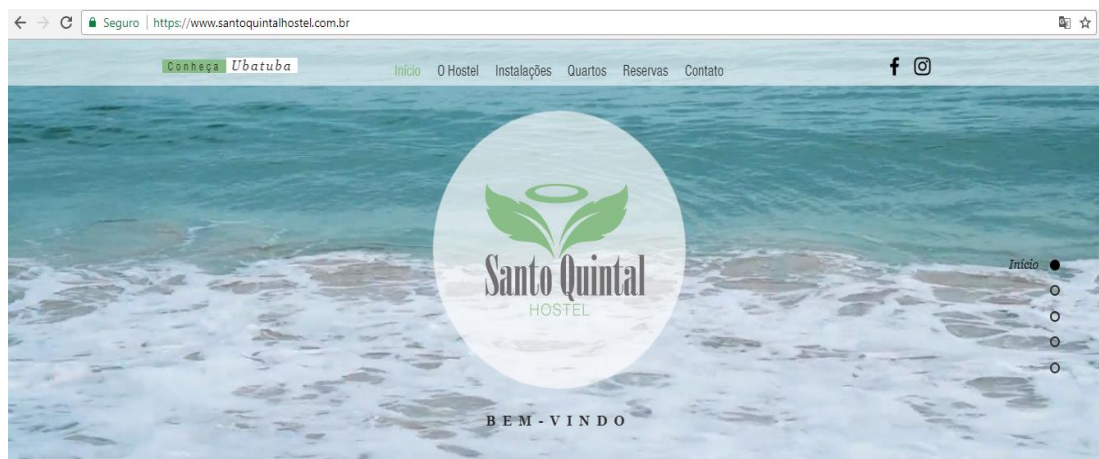 Seguro | https://www.santoquintalhostel.com.br
Conheça Ubatuba
Início O Hostel Instalações Quartos Reservas Contato
Santo Quintal
HOSTEL
Início
BEM-VINDO